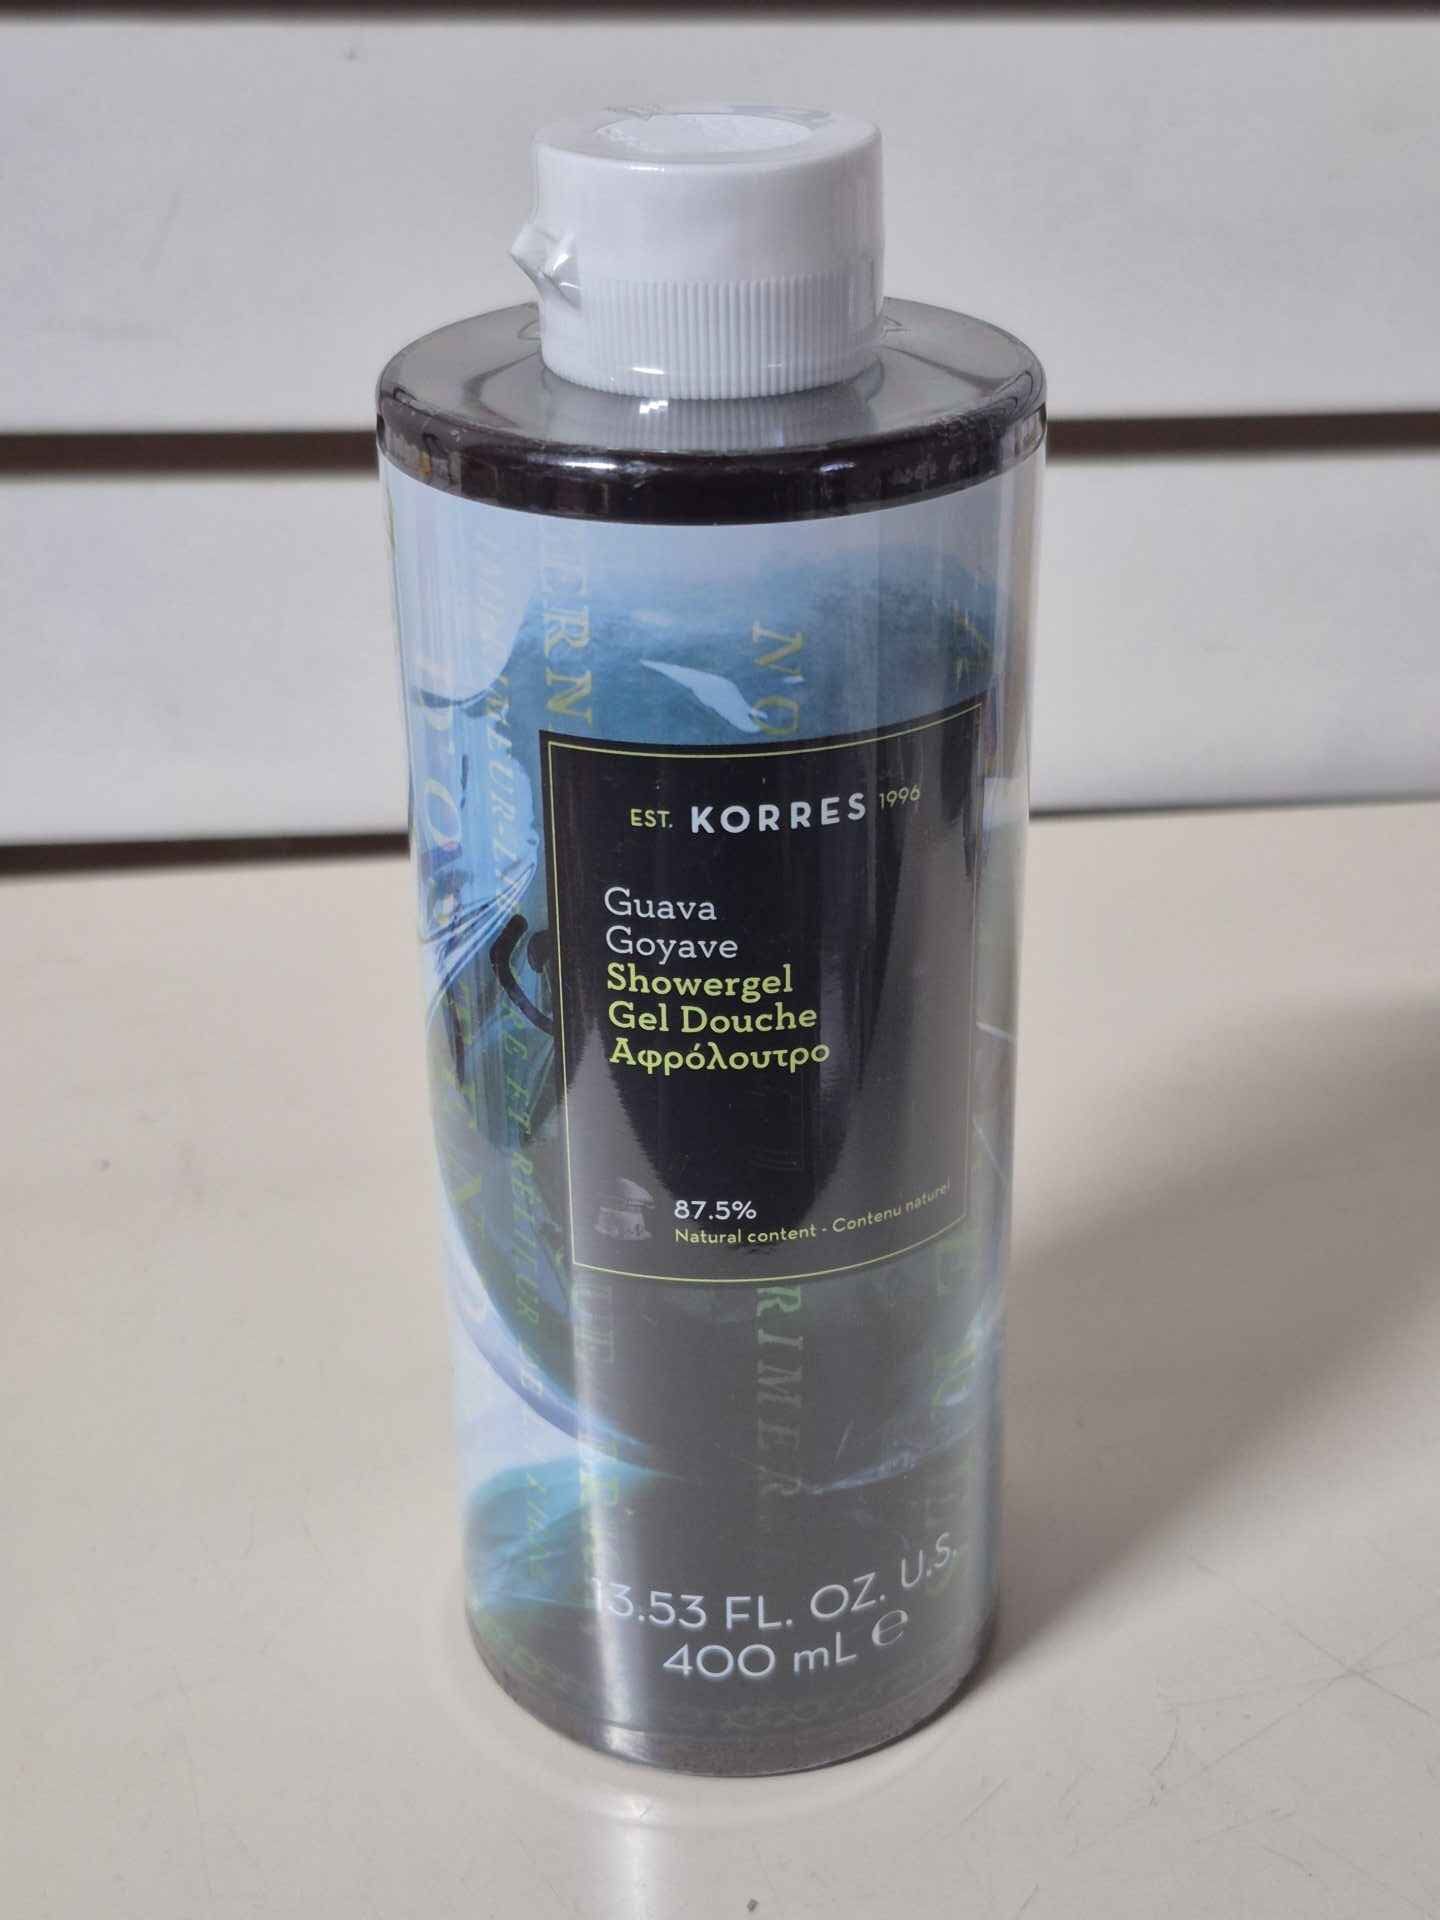 EST. KORRES 1996
Guava
Goyave
Showergel
Gel Douche
Αφρόλουτρο
87.5%
Natural content - Contenu naturel
RIMER
13.53 FL. OZ. U.S.
400 mL ℮